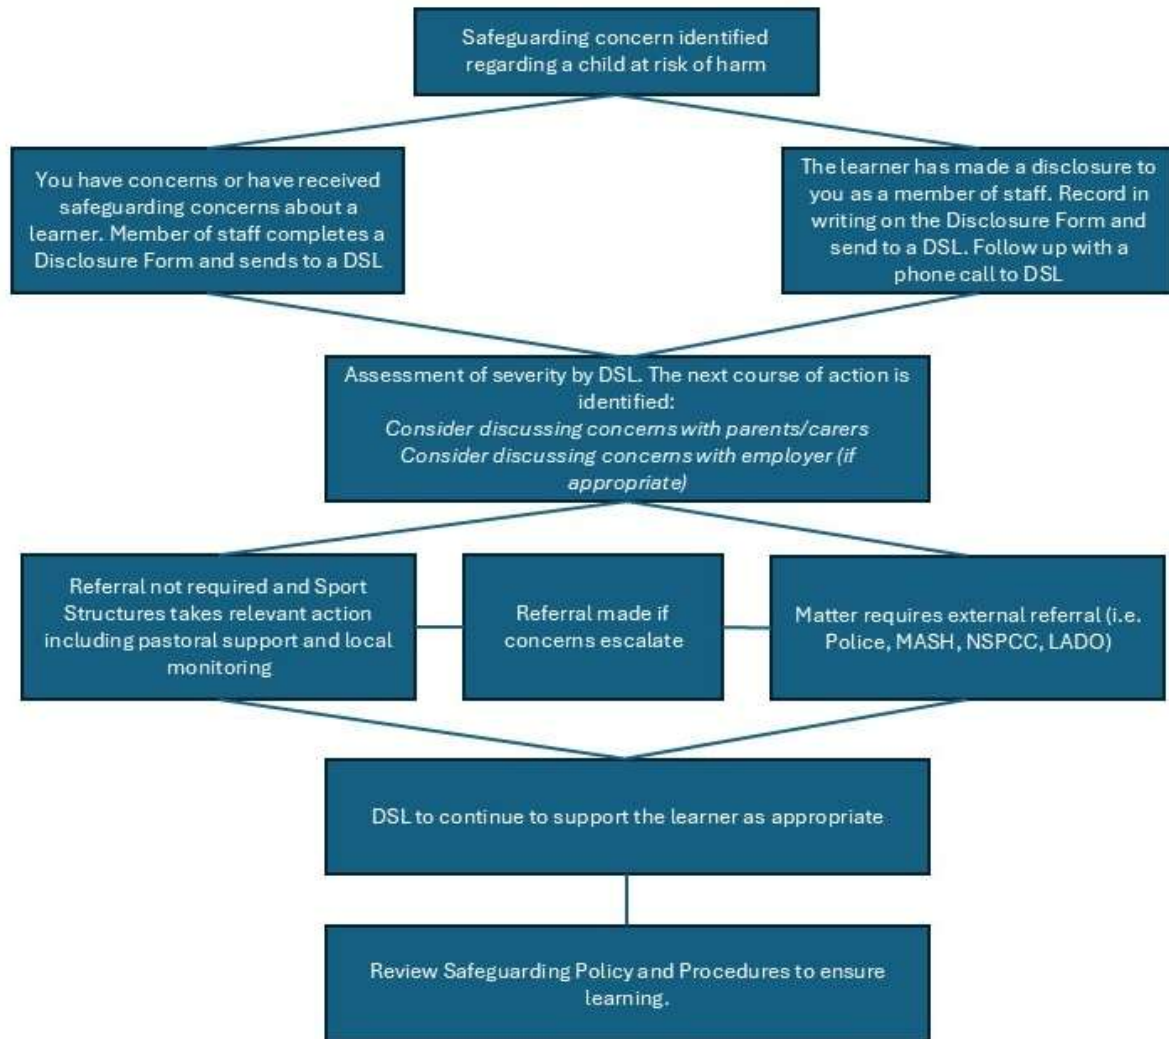 Safeguarding concern identified
regarding a child at risk of harm
You have concerns or have received
safeguarding concerns about a
learner. Member of staff completes a
Disclosure Form and sends to a DSL
The learner has made a disclosure to
you as a member of staff. Record in
writing on the Disclosure Form and
send to a DSL. Follow up with a
phone call to DSL
Assessment of severity by DSL. The next course of action is
identified:
Consider discussing concerns with parents/carers
Consider discussing concerns with employer (if
appropriate)
Referral not required and Sport
Structures takes relevant action
including pastoral support and local
monitoring
Referral made if
concerns escalate
Matter requires external referral (i.e.
Police, MASH, NSPCC, LADO)
DSL to continue to support the learner as appropriate
Review Safeguarding Policy and Procedures to ensure
learning.